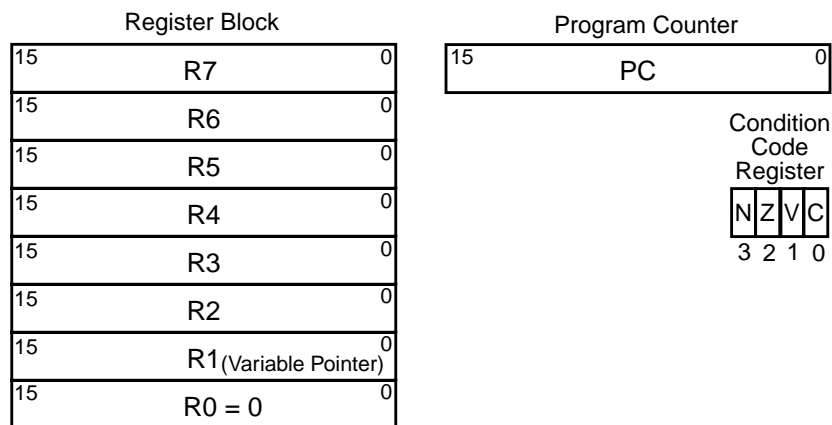 Register Block
15 R7 0
15 R6 0
15 R5 0
15 R4 0
15 R3 0
15 R2 0
15 R1(Variable Pointer) 0
15 R0 = 0 0
Program Counter
15 PC 0
Condition
Code
Register
N Z V C
3 2 1 0